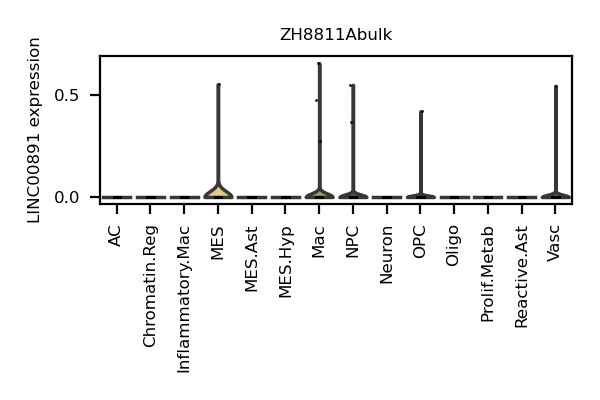 ZH8811Abulk
LINC00891 expression
0.5
0.0
AC
Chromatin.Reg
Inflammatory.Mac
MES
MES.Ast
MES.Hyp
Mac
NPC
Neuron
OPC
Oligo
Prolif.Metab
Reactive.Ast
Vasc